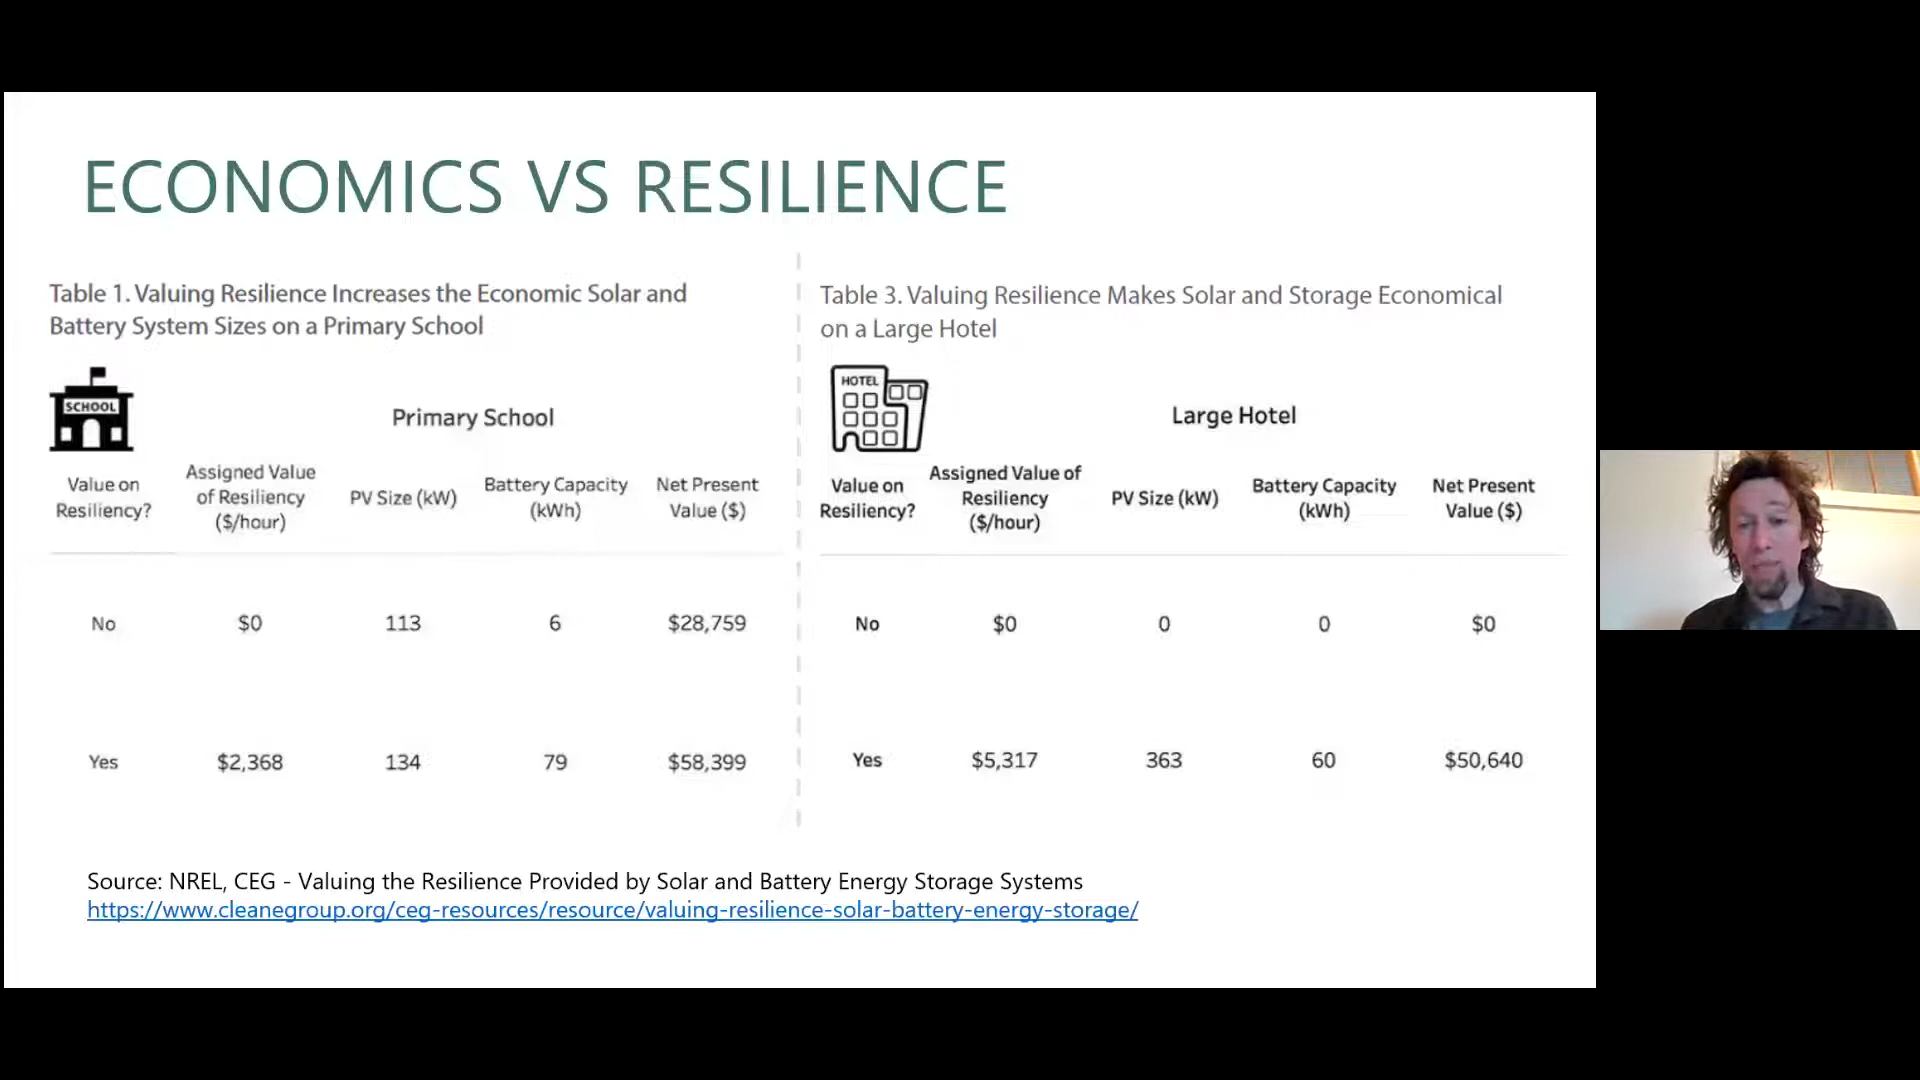 ECONOMICS VS RESILIENCE
Table 1. Valuing Resilience Increases the Economic Solar and
Battery System Sizes on a Primary School
SCHOOL
Primary School
Value on
Resiliency?
Assigned Value
of Resiliency
($/hour)
PV Size (kW)
Battery Capacity
(kWh)
Net Present
Value ($)
No $0 113 6 $28,759
Yes $2,368 134 79 $58,399
Table 3. Valuing Resilience Makes Solar and Storage Economical
on a Large Hotel
HOTEL
Large Hotel
Value on
Resiliency?
Assigned Value of
Resiliency
($/hour)
PV Size (kW)
Battery Capacity
(kWh)
Net Present
Value ($)
No $0 0 0 $0
Yes $5,317 363 60 $50,640
Source: NREL, CEG - Valuing the Resilience Provided by Solar and Battery Energy Storage Systems
https://www.cleanegroup.org/ceg-resources/resource/valuing-resilience-solar-battery-energy-storage/